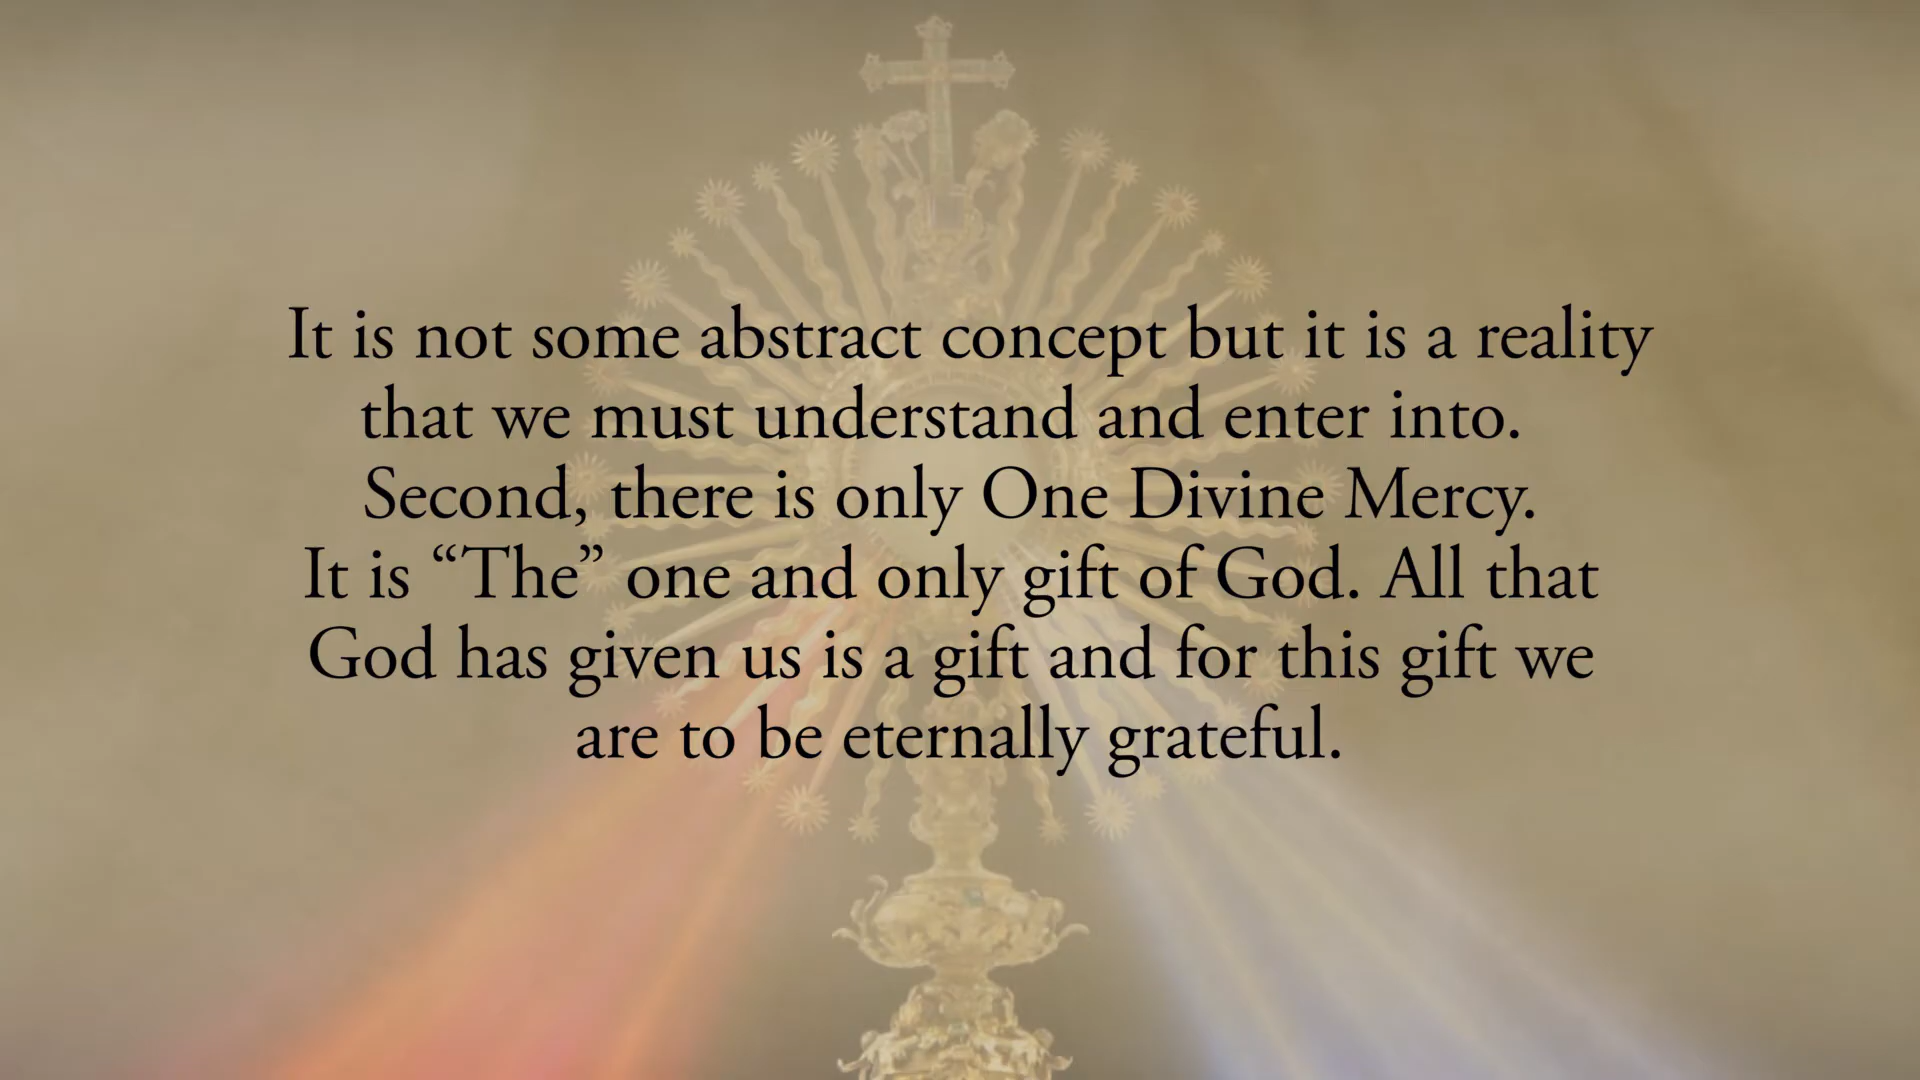 It is not some abstract concept but it is a reality
that we must understand and enter into.
Second, there is only One Divine Mercy.
It is “The” one and only gift of God. All that
God has given us is a gift and for this gift we
are to be eternally grateful.